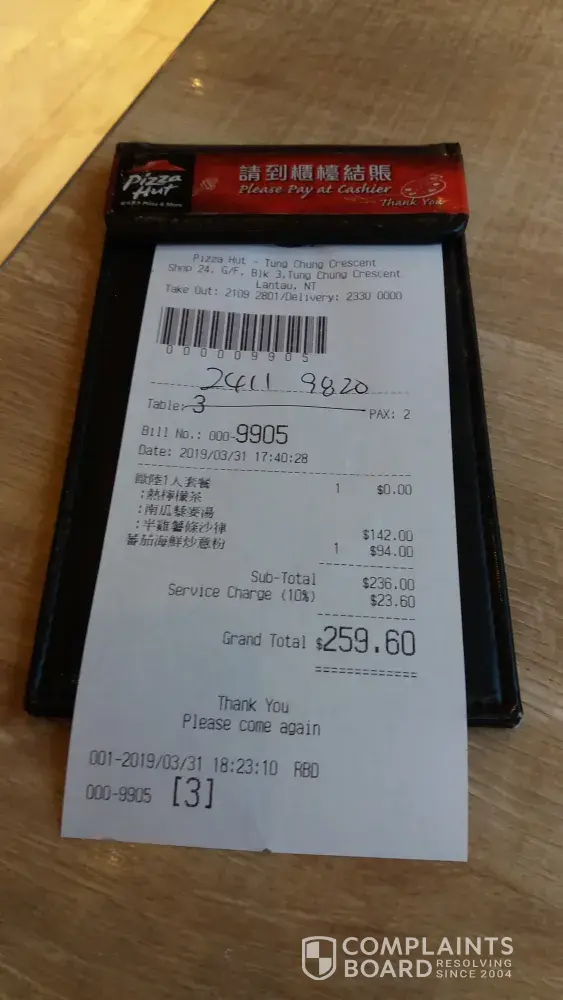 Pizza Hut
請到櫃檯結賬
Please Pay at Cashier
Thank You
Pizza Hut - Tung Chung Crescent
Shop 24, G/F, Blk 3,Tung Chung Crescent
Lantau, NT
Take Out: 2109 2801/Delivery: 2330 0000
000009905
2411 9820
Table: 3 PAX: 2
Bill No.: 000-9905
Date: 2019/03/31 17:40:28
歐陸1人套餐 1 $0.00
:熱檸檬茶
:南瓜藜麥湯
:半雞薯條沙律 $142.00
蕃茄海鮮炒意粉 1 $94.00
Sub-Total $236.00
Service Charge (10%) $23.60
Grand Total $259.60
Thank You
Please come again
001-2019/03/31 18:23:10 RBD
000-9905 [3]
COMPLAINTS
BOARD RESOLVING
SINCE 2004